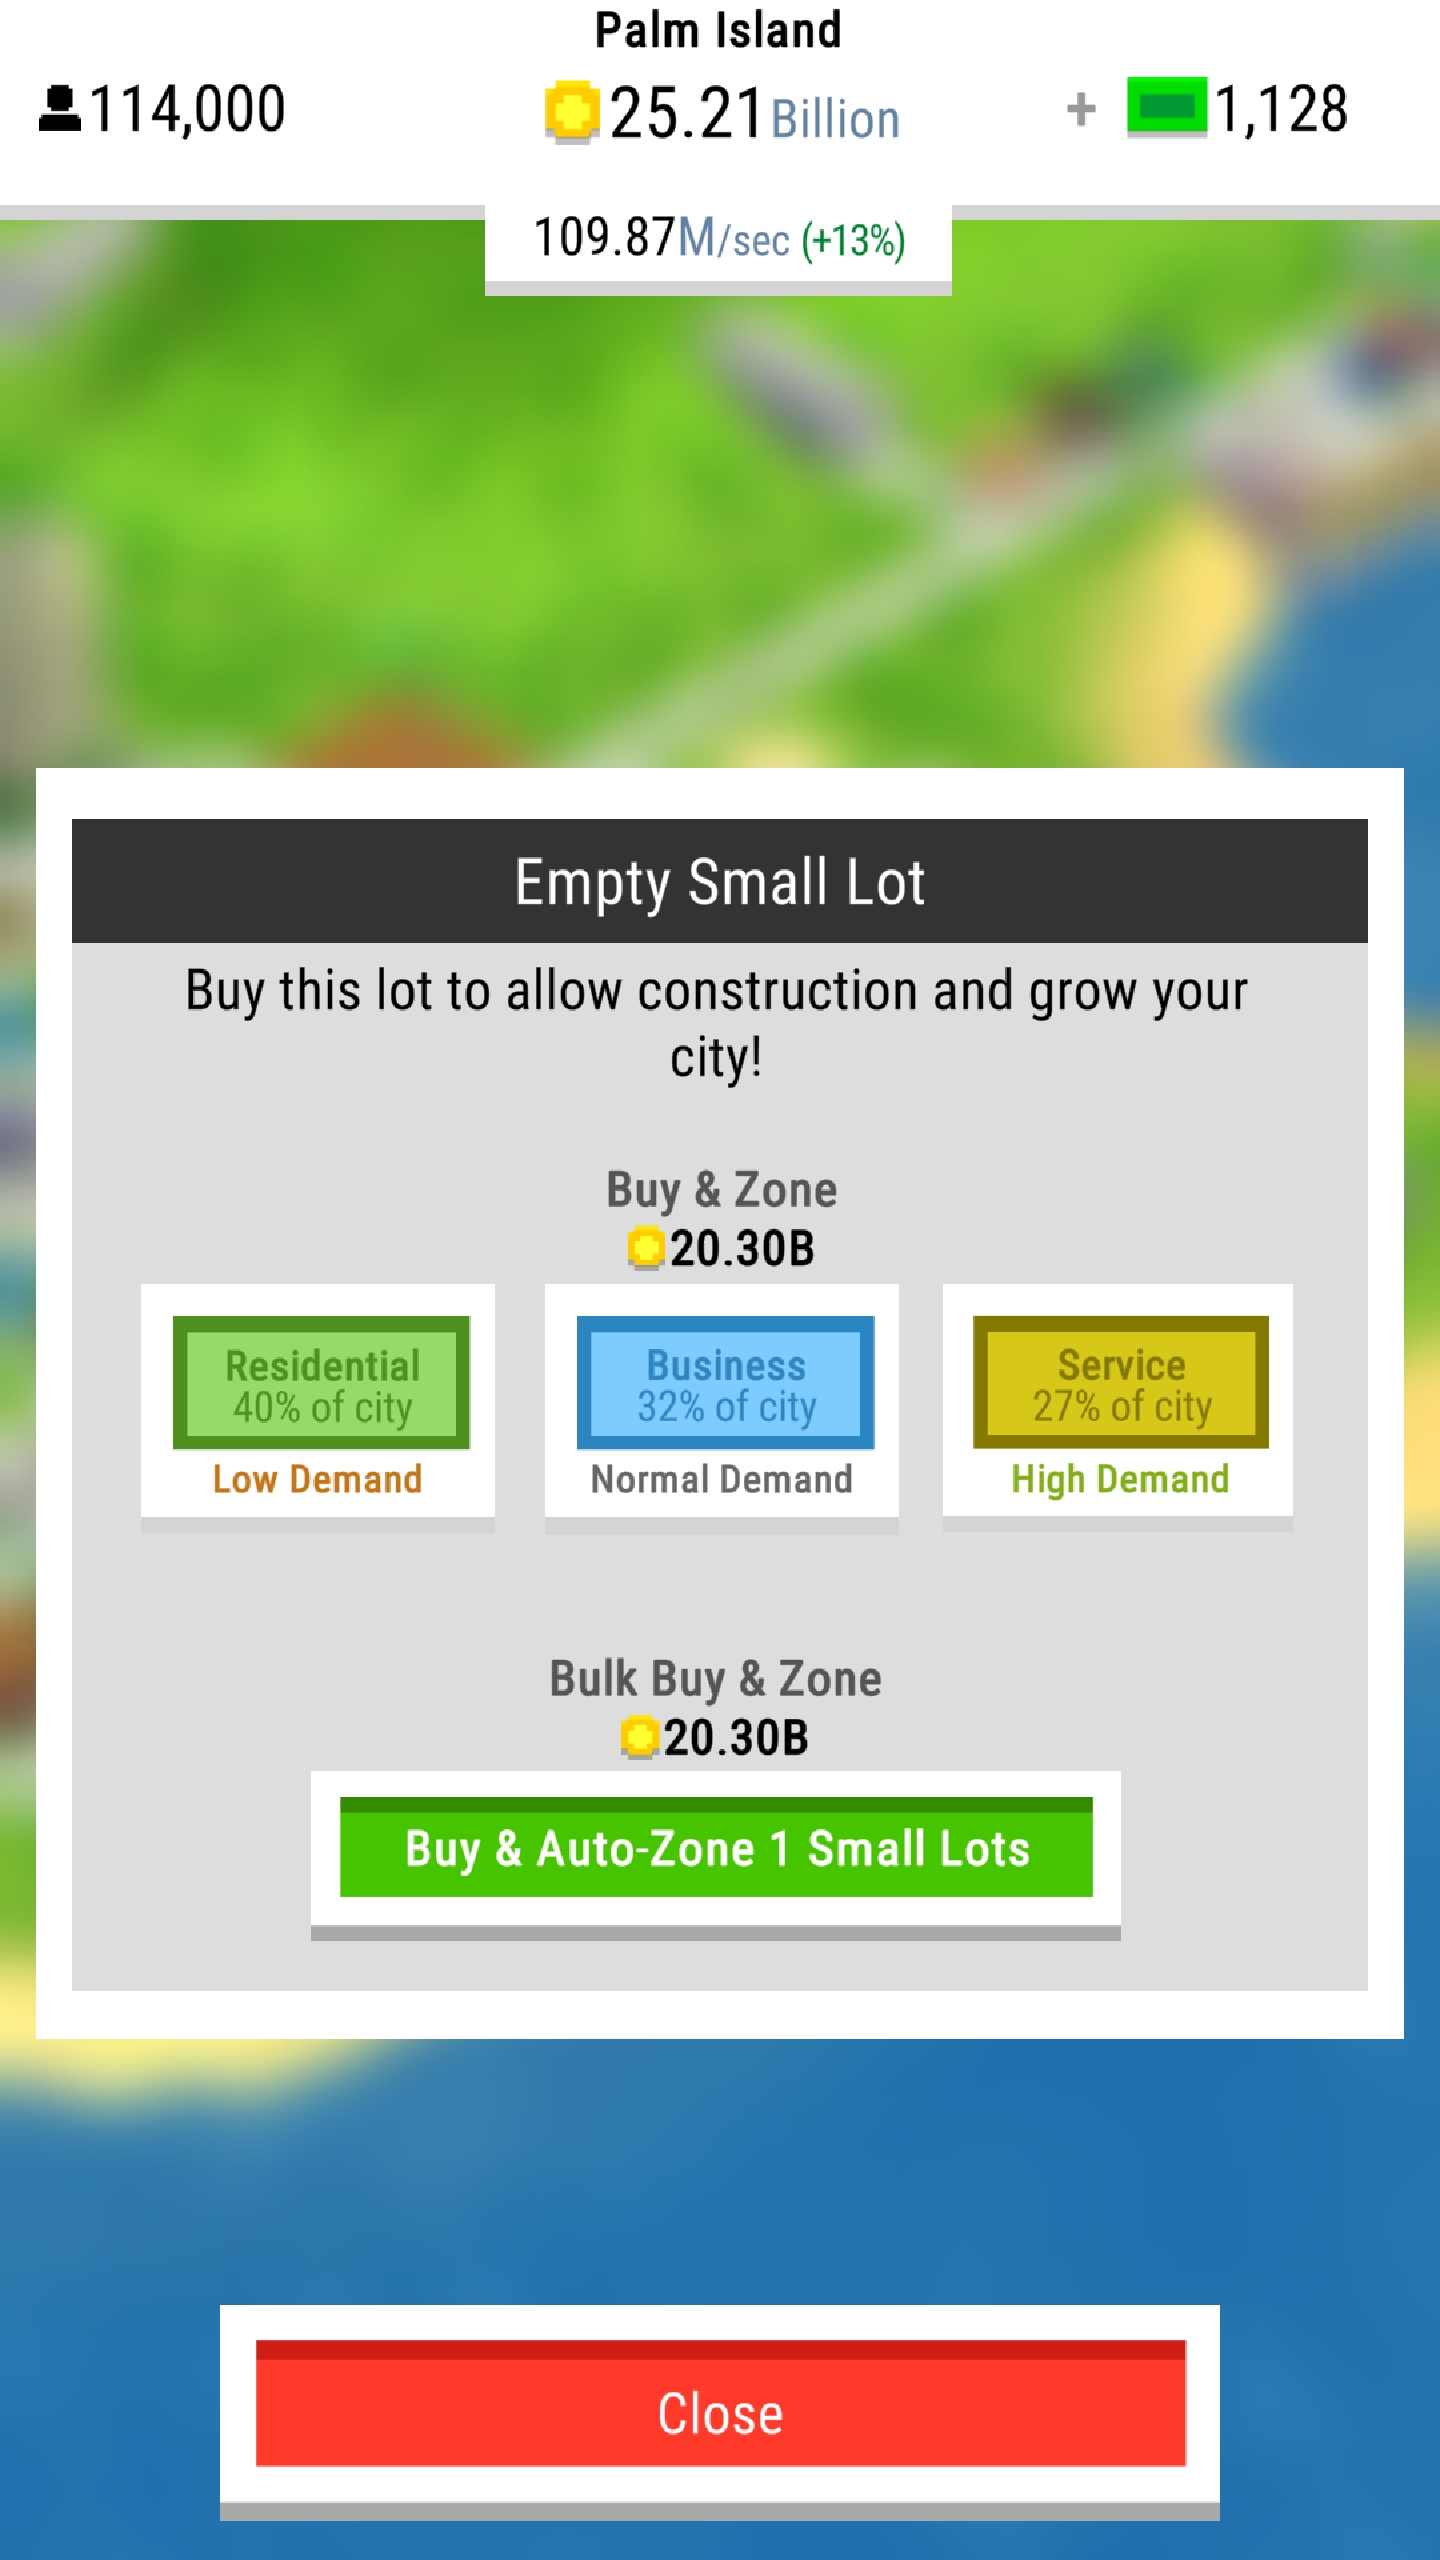 Palm Island
114,000
25.21 Billion
+ 1,128
109.87M/sec (+13%)
Empty Small Lot
Buy this lot to allow construction and grow your
city!
Buy & Zone
20.30B
Residential
40% of city
Low Demand
Business
32% of city
Normal Demand
Service
27% of city
High Demand
Bulk Buy & Zone
20.30B
Buy & Auto-Zone 1 Small Lots
Close